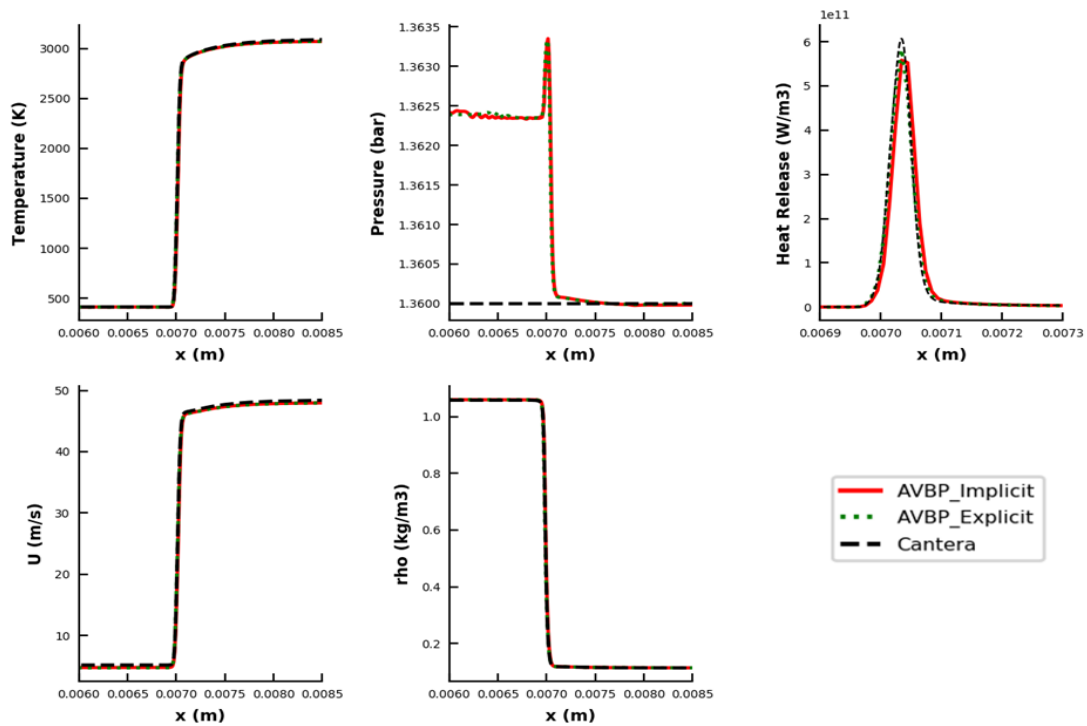 Temperature (K)
3000
2500
2000
1500
1000
500
0.0060 0.0065 0.0070 0.0075 0.0080 0.0085
x (m)
Pressure (bar)
1.3635
1.3630
1.3625
1.3620
1.3615
1.3610
1.3605
1.3600
0.0060 0.0065 0.0070 0.0075 0.0080 0.0085
x (m)
1e11
Heat Release (W/m3)
6
5
4
3
2
1
0
0.0069 0.0070 0.0071 0.0072 0.0073
x (m)
U (m/s)
50
40
30
20
10
0.0060 0.0065 0.0070 0.0075 0.0080 0.0085
x (m)
rho (kg/m3)
1.0
0.8
0.6
0.4
0.2
0.0060 0.0065 0.0070 0.0075 0.0080 0.0085
x (m)
AVBP_Implicit
AVBP_Explicit
Cantera